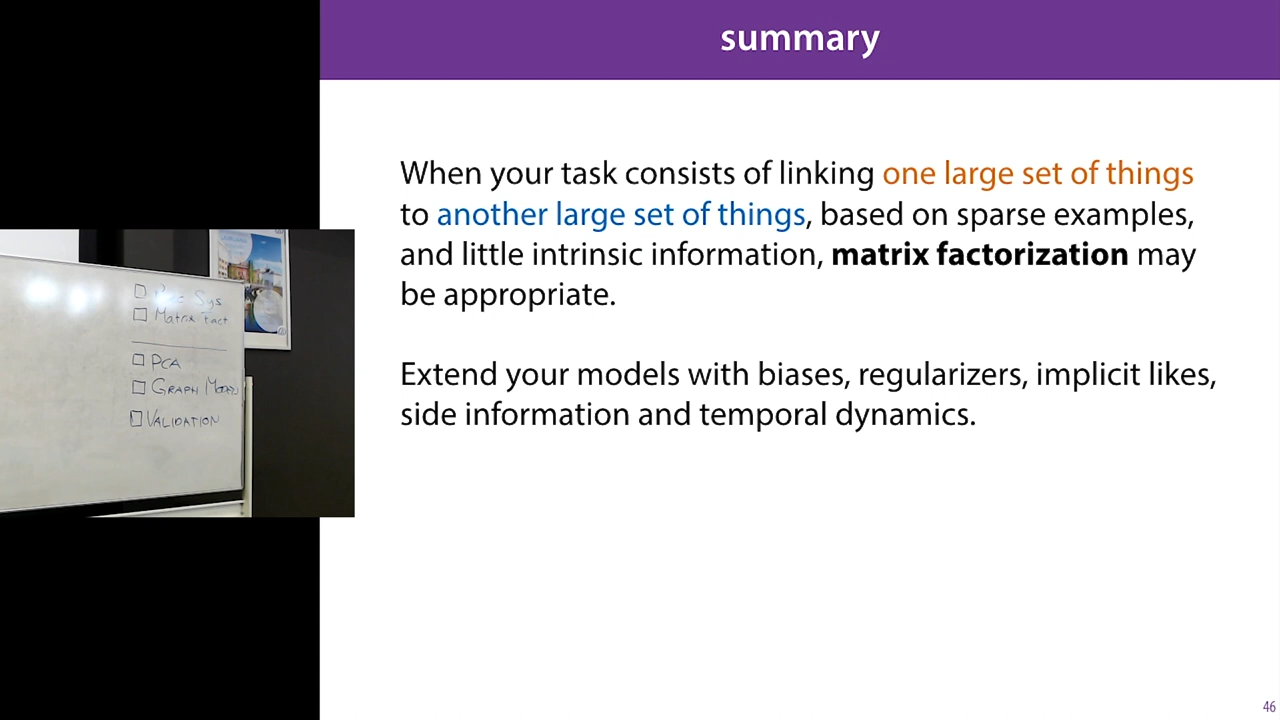 summary
When your task consists of linking one large set of things
to another large set of things, based on sparse examples,
and little intrinsic information, matrix factorization may
be appropriate.
Extend your models with biases, regularizers, implicit likes,
side information and temporal dynamics.
Sys
Matrix Fact
PCA
GRAPH
VALIDATION
46